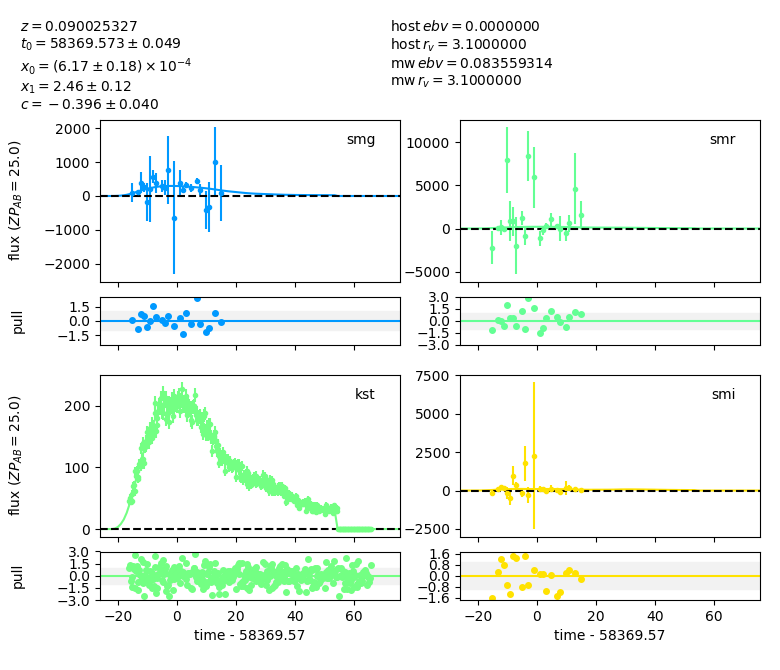 z = 0.090025327
t0 = 58369.573 ± 0.049
x0 = (6.17 ± 0.18) × 10−4
x1 = 2.46 ± 0.12
c = −0.396 ± 0.040
host ebv = 0.0000000
host rv = 3.1000000
mw ebv = 0.083559314
mw rv = 3.1000000
flux (ZPAB = 25.0)
2000
1000
0
−1000
−2000
smg
10000
5000
0
−5000
smr
pull
1.5
0.0
−1.5
3.0
1.5
0.0
−1.5
−3.0
flux (ZPAB = 25.0)
200
100
0
kst
7500
5000
2500
0
−2500
smi
pull
3.0
1.5
0.0
−1.5
−3.0
1.6
0.8
0.0
−0.8
−1.6
−20 0 20 40 60
−20 0 20 40 60
time - 58369.57
time - 58369.57